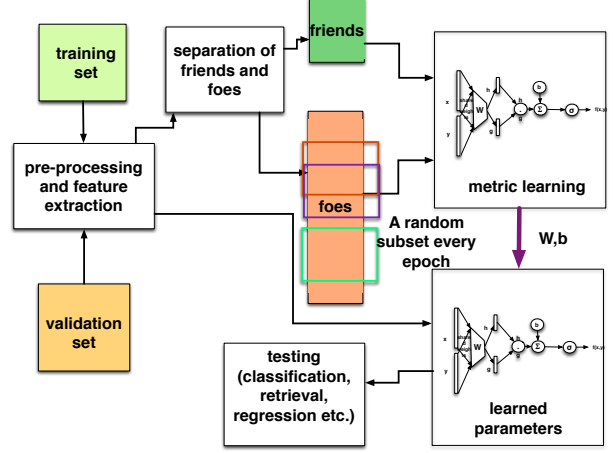 training
set
separation of
friends and
foes
friends
pre-processing
and feature
extraction
foes
A random
subset every
epoch
x
y
W
h
g
h
.
g
b
Σ
σ
f(x,y)
metric learning
W,b
validation
set
testing
(classification,
retrieval,
regression etc.)
x
y
W
h
g
h
.
g
b
Σ
σ
f(x,y)
learned
parameters